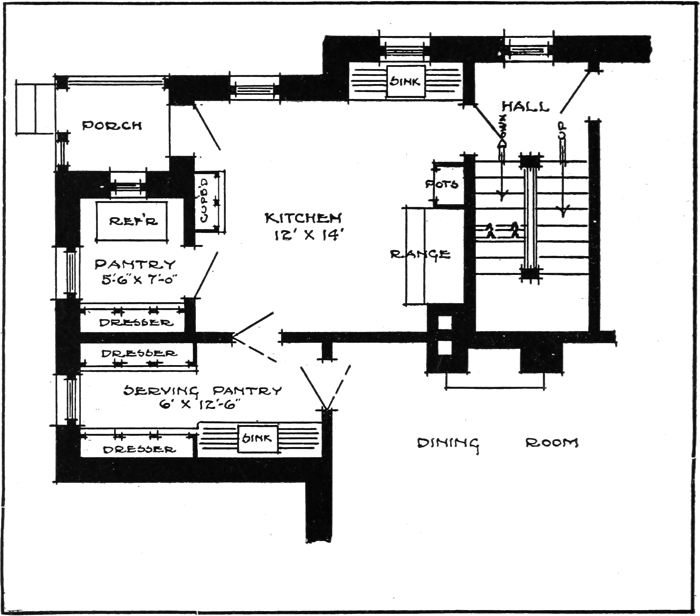 SINK
HALL
PORCH
DOWN
UP
CUPB'D
POTS
REF'R
KITCHEN
12' X 14'
RANGE
PANTRY
5'-6" X 7'-0"
DRESSER
DRESSER
SERVING PANTRY
6' X 12'-6"
SINK
DRESSER
DINING ROOM